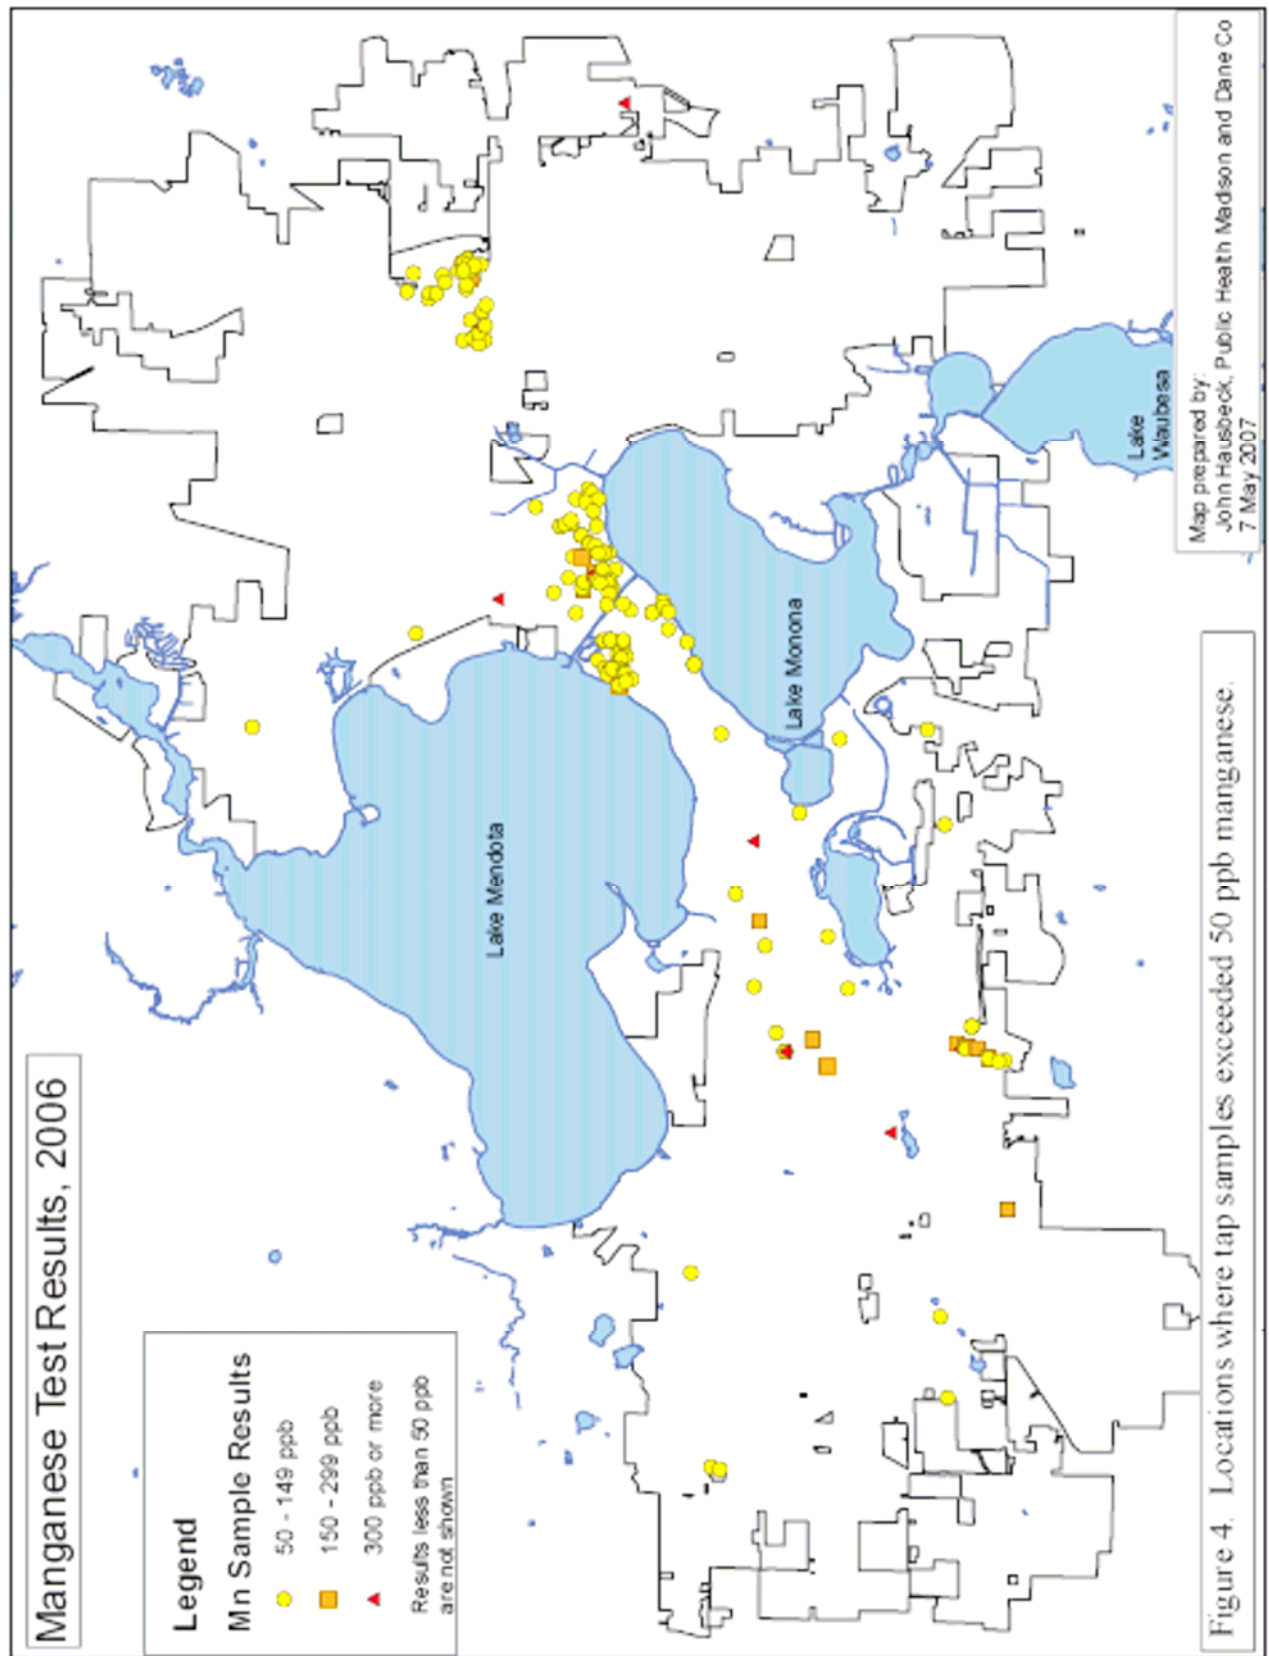 Manganese Test Results, 2006
Legend
Mn Sample Results
50 - 149 ppb
150 - 299 ppb
300 ppb or more
Results less than 50 ppb
are not shown
Lake Mendota
Lake Monona
Lake
Waubesa
Map prepared by:
John Hausbeck, Public Health Madison and Dane Co
7 May 2007
Figure 4. Locations where tap samples exceeded 50 ppb manganese.